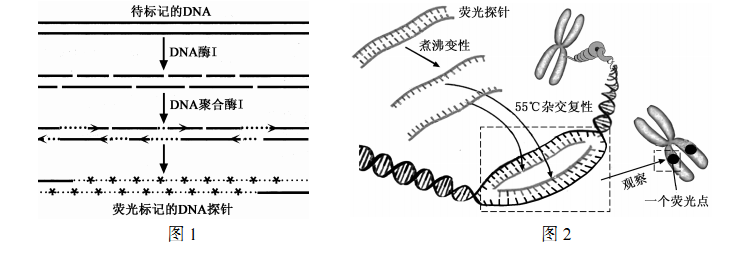 待标记的DNA
DNA酶I
DNA聚合酶I
荧光标记的DNA探针
图1
荧光探针
煮沸变性
55℃杂交复性
观察
一个荧光点
图2